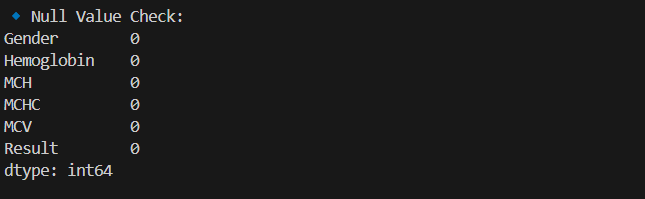 🔹 Null Value Check:
Gender        0
Hemoglobin    0
MCH           0
MCHC          0
MCV           0
Result        0
dtype: int64